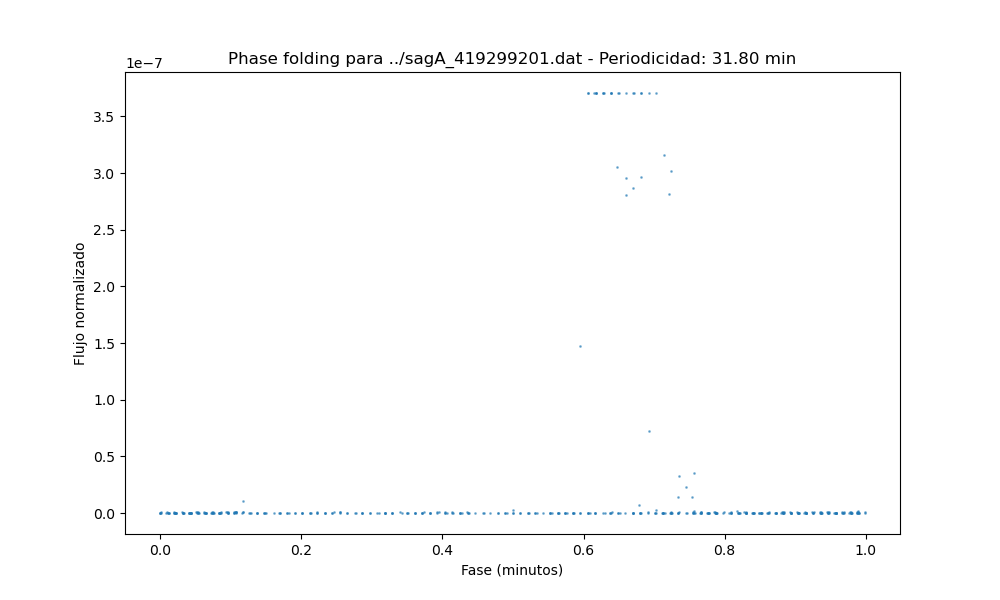 Phase folding para ../sagA_419299201.dat - Periodicidad: 31.80 min
1e−7
3.5
3.0
2.5
2.0
1.5
1.0
0.5
0.0
Flujo normalizado
0.0 0.2 0.4 0.6 0.8 1.0
Fase (minutos)